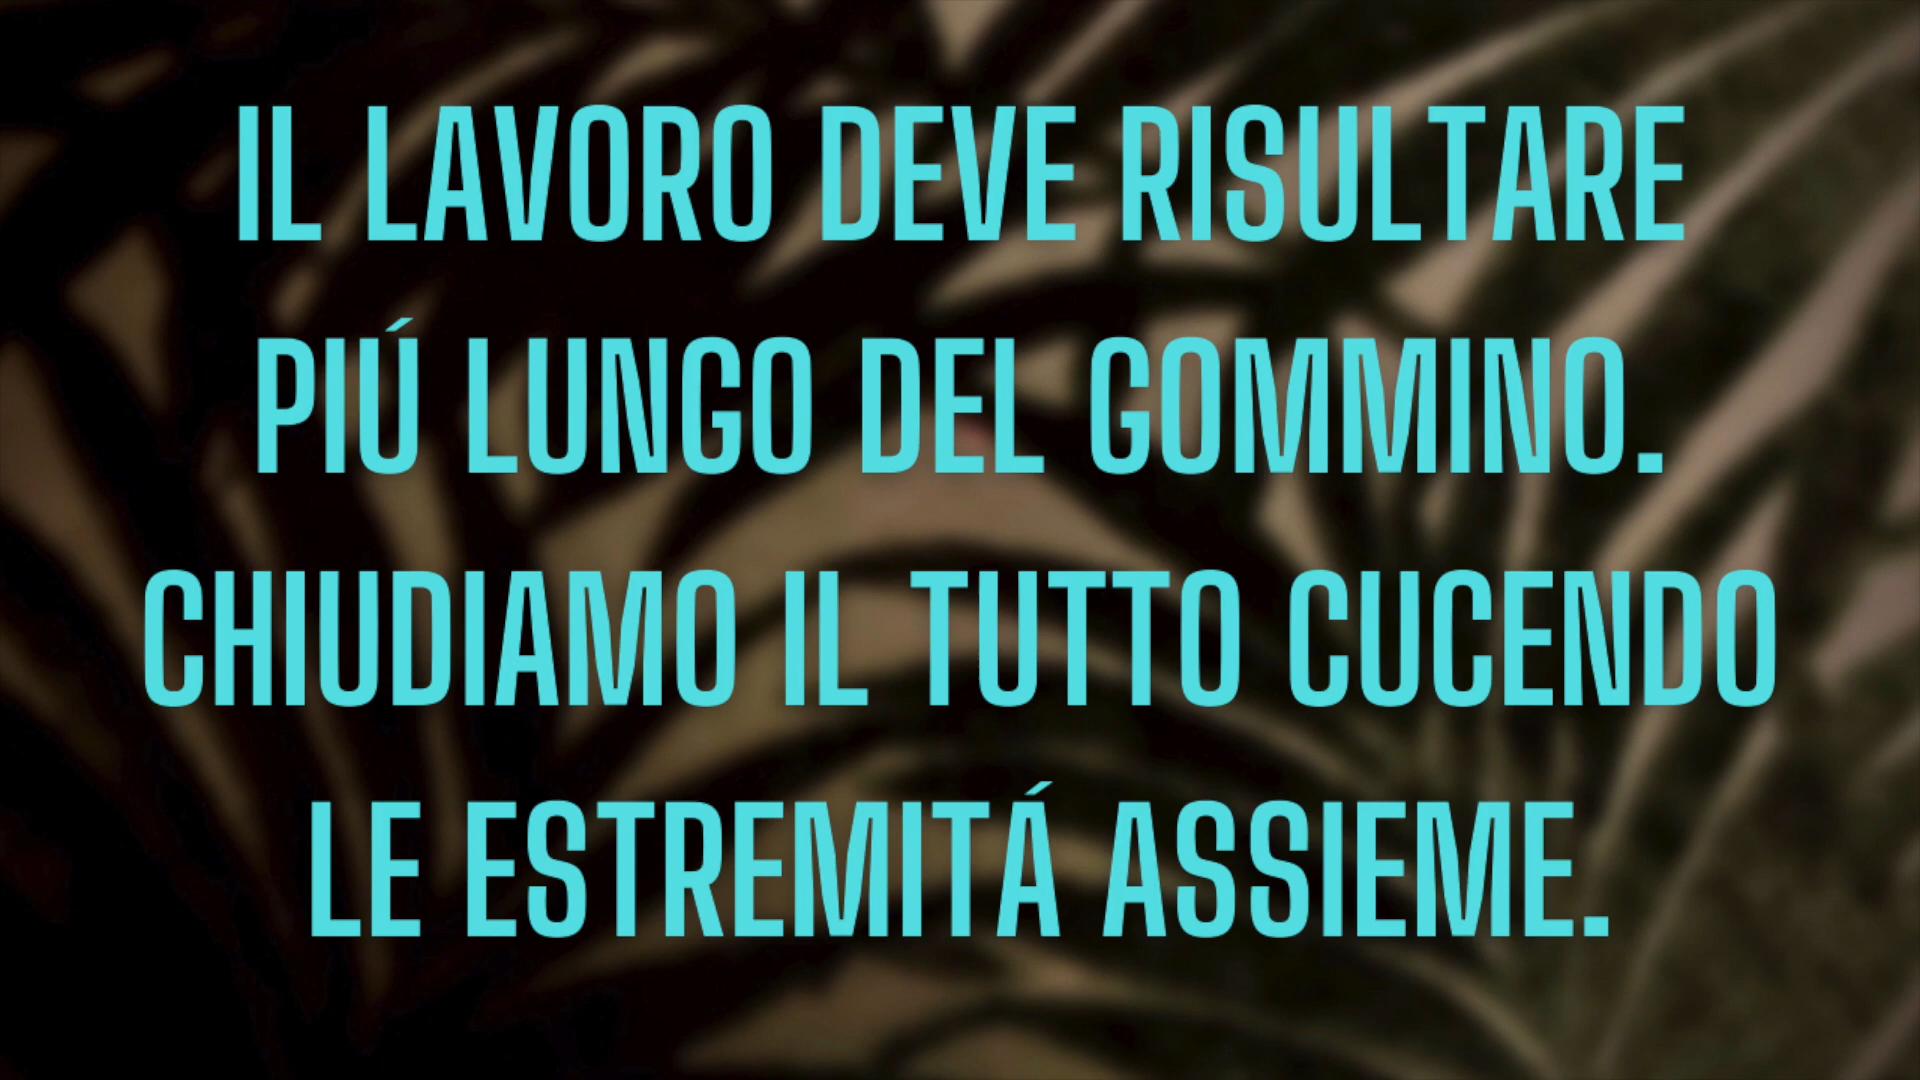 IL LAVORO DEVE RISULTARE
PIÚ LUNGO DEL GOMMINO.
CHIUDIAMO IL TUTTO CUCENDO
LE ESTREMITÁ ASSIEME.